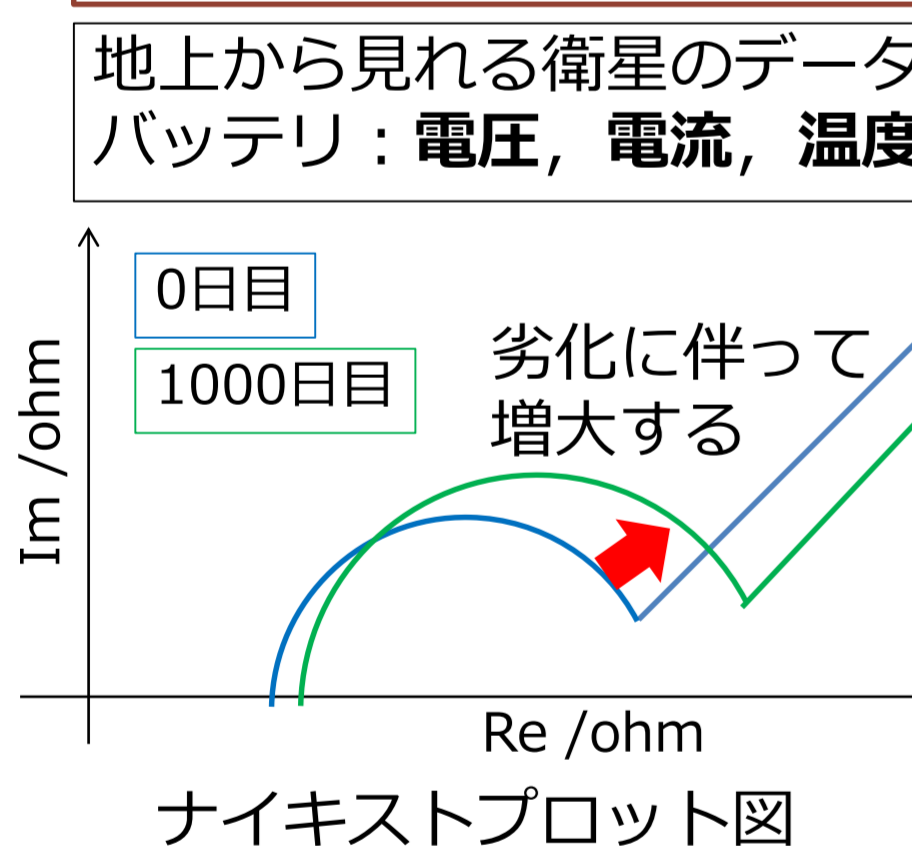 地上から見れる衛星のデータ
バッテリ：電圧，電流，温度
0日目
1000日目
劣化に伴って
増大する
Im /ohm
Re /ohm
ナイキストプロット図